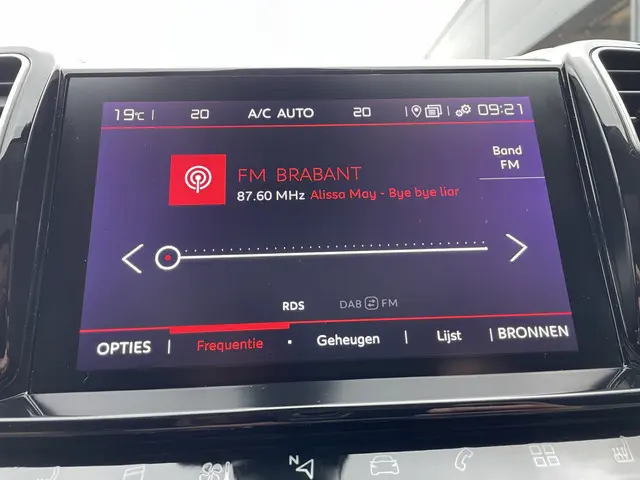 19°C 20 A/C AUTO 20 09:21
Band
FM
FM BRABANT
87.60 MHz Alissa May - Bye bye liar
RDS DAB FM
OPTIES Frequentie Geheugen Lijst BRONNEN
N